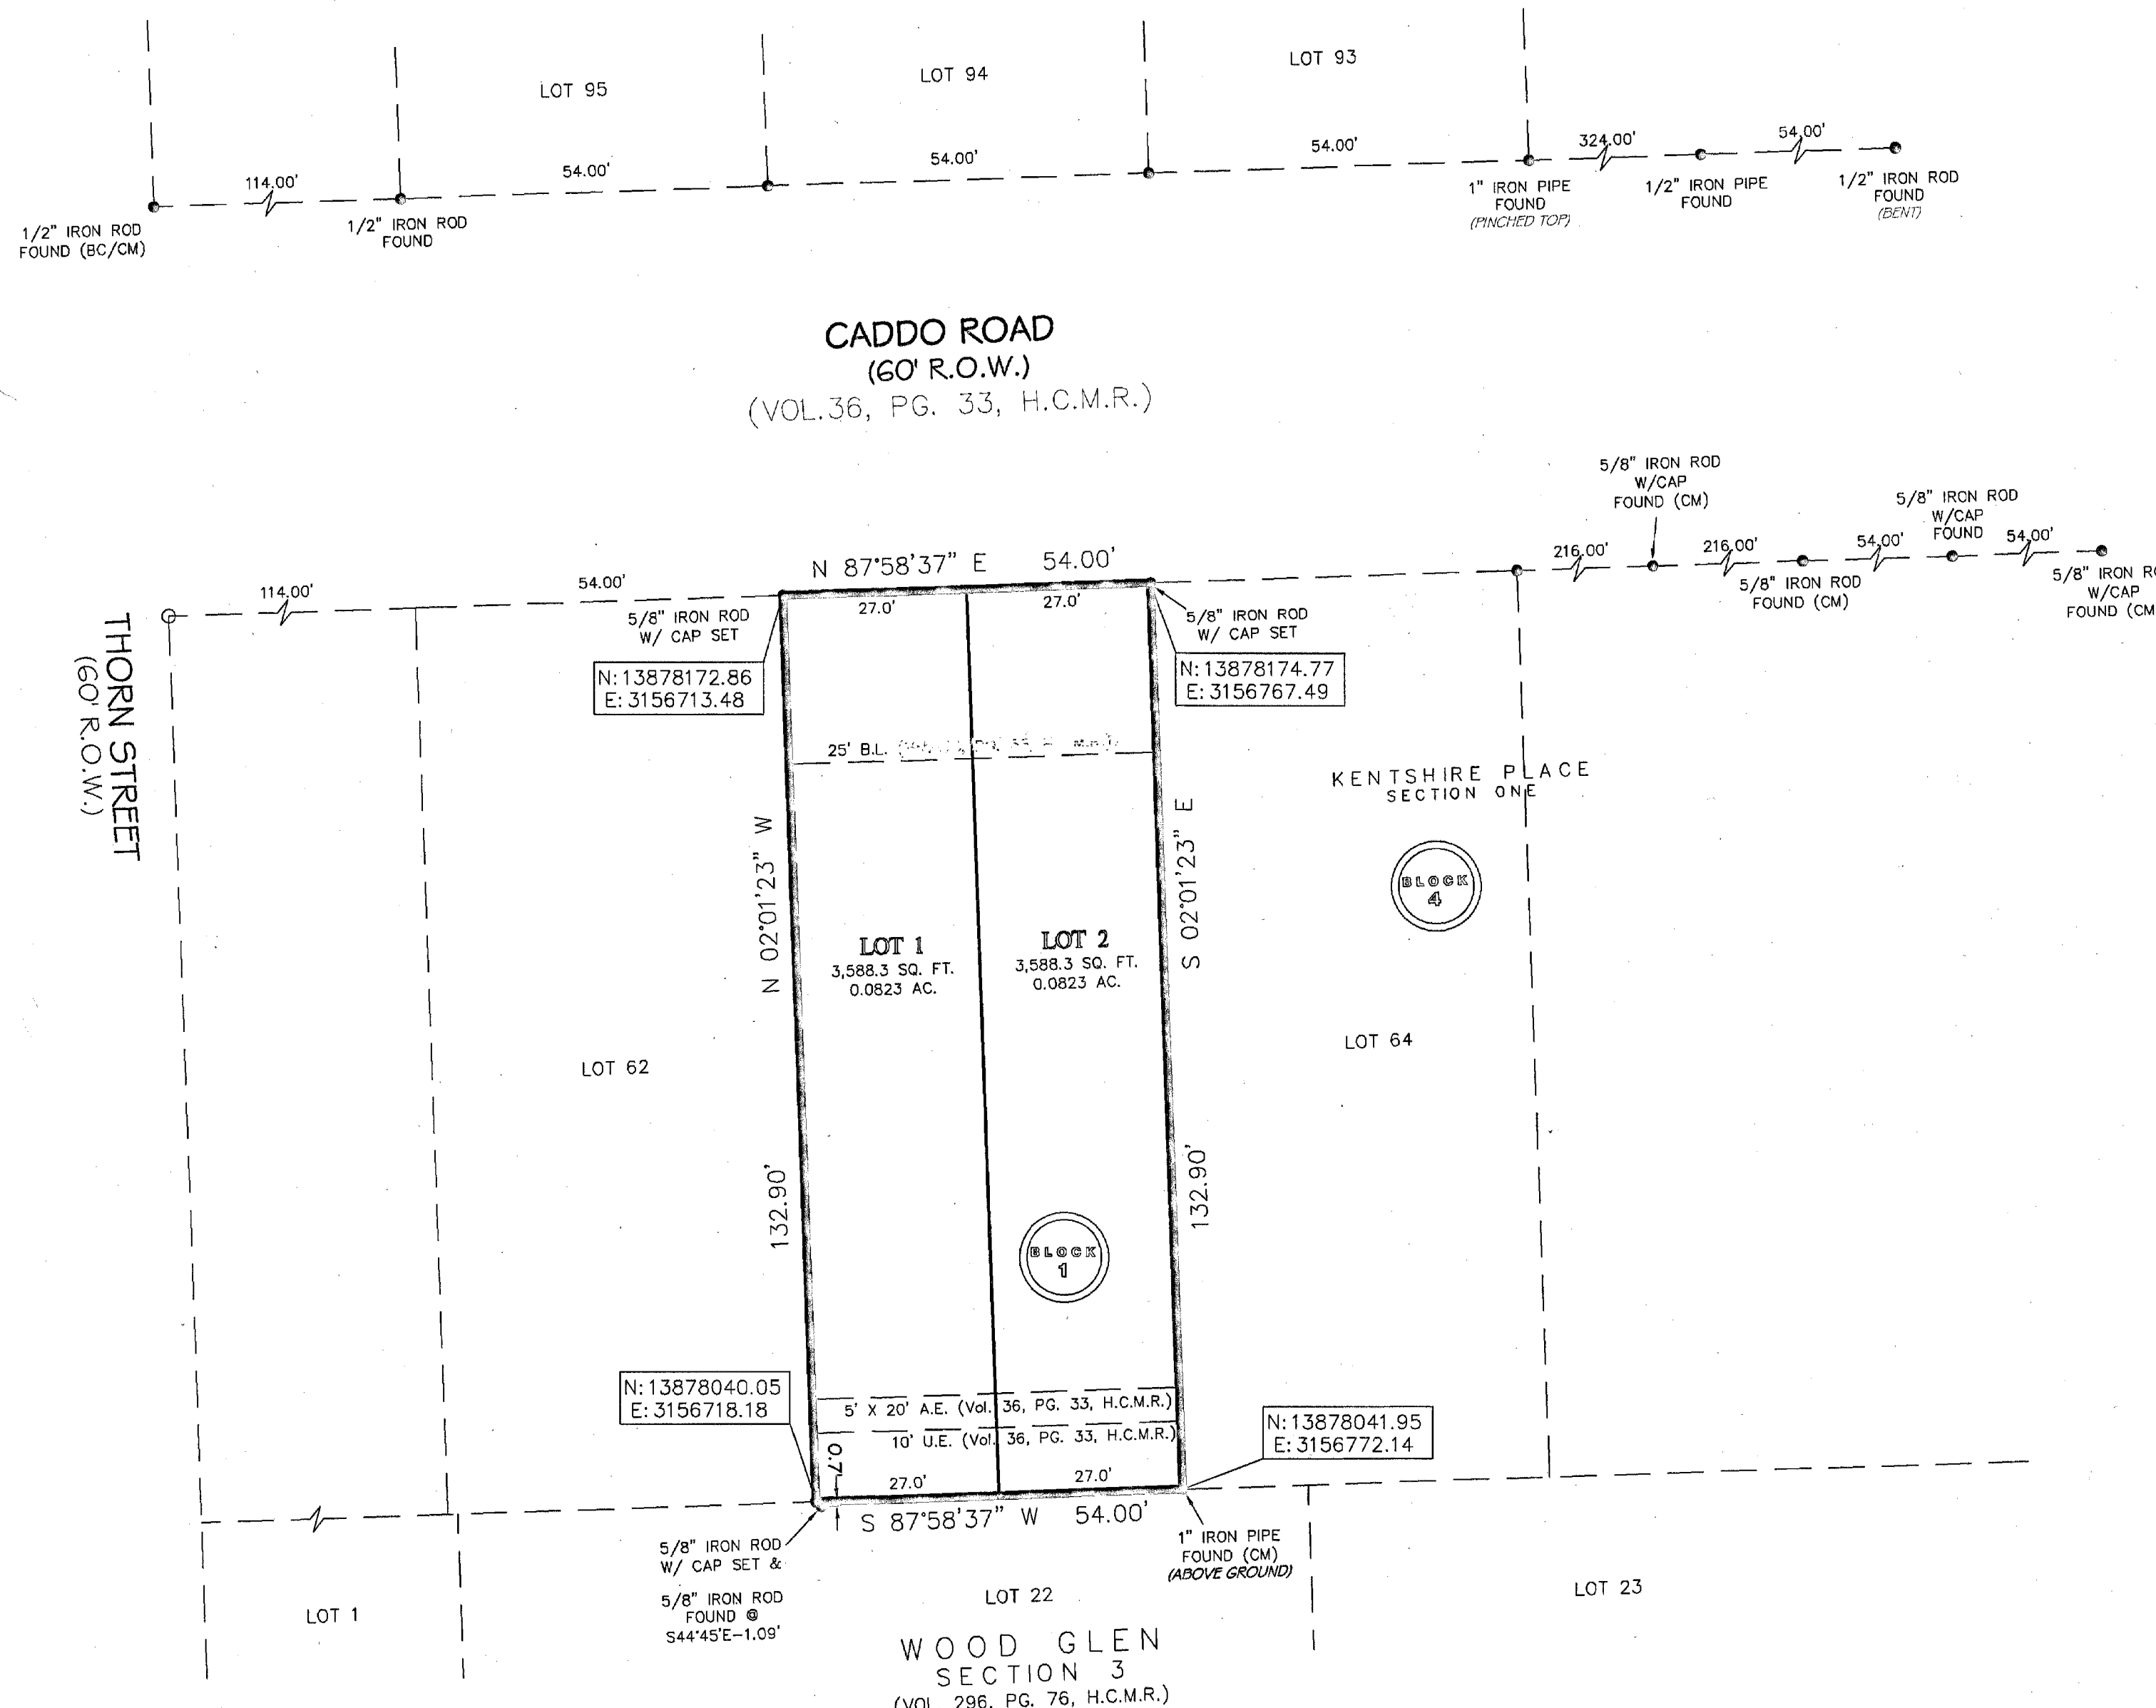 LOT 95
LOT 94
LOT 93
114.00'
54.00'
54.00'
54.00'
324.00'
54.00'
1/2" IRON ROD
FOUND (BC/CM)
1/2" IRON ROD
FOUND
1" IRON PIPE
FOUND
(PINCHED TOP)
1/2" IRON PIPE
FOUND
1/2" IRON ROD
FOUND
(BENT)
CADDO ROAD
(60' R.O.W.)
(VOL.36, PG. 33, H.C.M.R.)
5/8" IRON ROD
W/CAP
FOUND (CM)
5/8" IRON ROD
W/CAP
FOUND
N 87°58'37" E 54.00'
216.00'
216.00'
54.00'
54.00'
5/8" IRON ROD
FOUND (CM)
5/8" IRON RO
W/CAP
FOUND (CM
114.00'
54.00'
27.0'
27.0'
5/8" IRON ROD
W/ CAP SET
5/8" IRON ROD
W/ CAP SET
THORN STREET
(60' R.O.W.)
N: 13878172.86
E: 3156713.48
N: 13878174.77
E: 3156767.49
25' B.L.
KENTSHIRE PLACE
SECTION ONE
BLOCK
4
N 02°01'23" W
132.90'
S 02°01'23" E
132.90'
LOT 1
3,588.3 SQ. FT.
0.0823 AC.
LOT 2
3,588.3 SQ. FT.
0.0823 AC.
LOT 62
LOT 64
BLOCK
1
N: 13878040.05
E: 3156718.18
5' X 20' A.E. (Vol. 36, PG. 33, H.C.M.R.)
10' U.E. (Vol. 36, PG. 33, H.C.M.R.)
N: 13878041.95
E: 3156772.14
0.7'
27.0'
27.0'
S 87°58'37" W 54.00'
5/8" IRON ROD
W/ CAP SET &
5/8" IRON ROD
FOUND @
S44°45'E-1.09'
1" IRON PIPE
FOUND (CM)
(ABOVE GROUND)
LOT 1
LOT 22
LOT 23
WOOD GLEN
SECTION 3
(VOL. 296, PG. 76, H.C.M.R.)